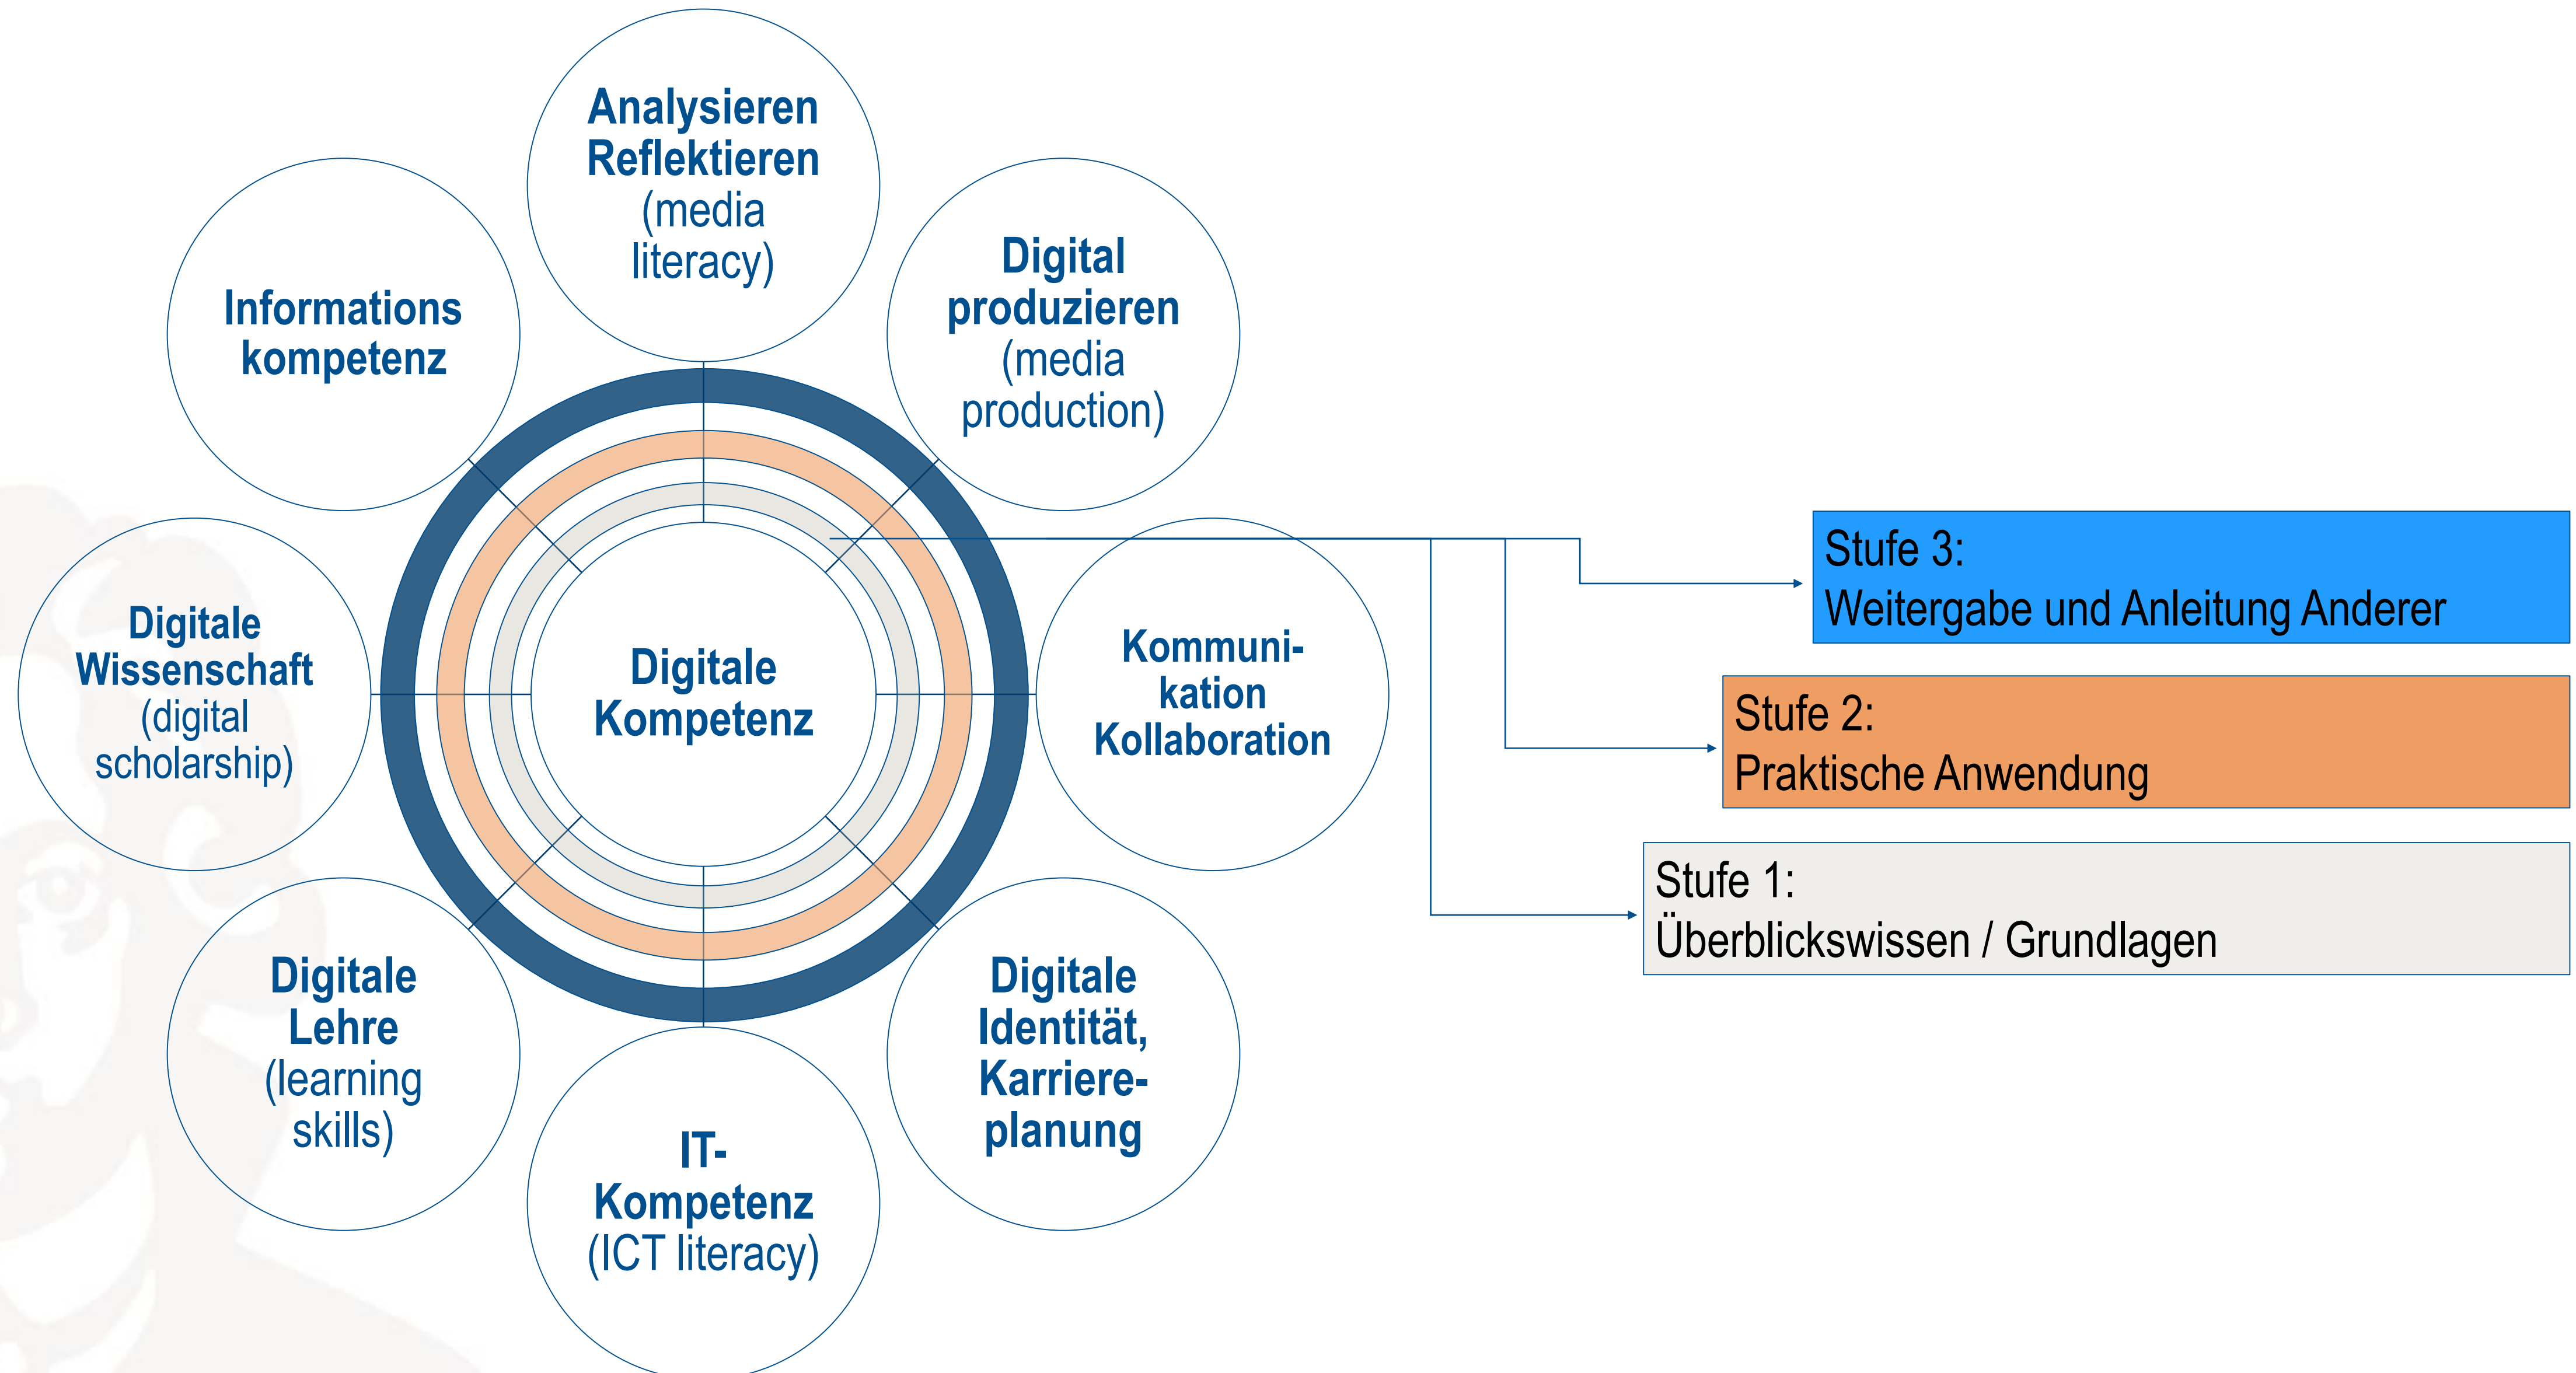 Analysieren
Reflektieren
(media
literacy)
Digital
produzieren
(media
production)
Informations
kompetenz
Kommuni-
kation
Kollaboration
Digitale
Wissenschaft
(digital
scholarship)
Digitale
Kompetenz
Digitale
Identität,
Karriere-
planung
Digitale
Lehre
(learning
skills)
IT-
Kompetenz
(ICT literacy)
Stufe 3:
Weitergabe und Anleitung Anderer
Stufe 2:
Praktische Anwendung
Stufe 1:
Überblickswissen / Grundlagen